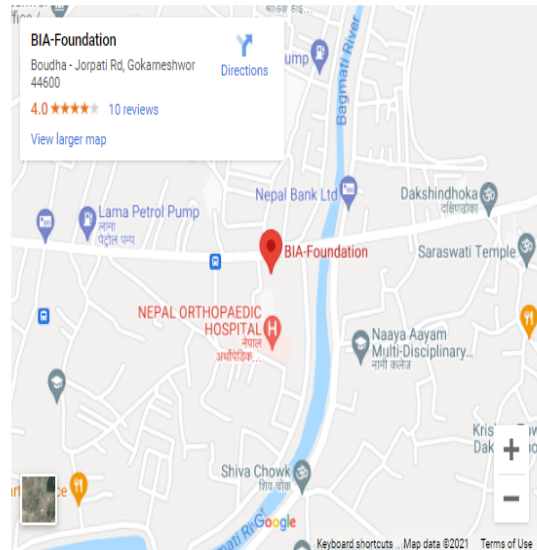 BIA-Foundation
Boudha - Jorpati Rd, Gokarneshwor
44600
4.0
10 reviews
View larger map
Directions
ump
Bagmati River
Nepal Bank Ltd
Dakshindhoka
दक्षिणढोका
Lama Petrol Pump
लामा
पेट्रोल पम्प
BIA-Foundation
Saraswati Temple
NEPAL ORTHOPAEDIC
HOSPITAL
नेपाल
अर्थोपेडिक...
Naaya Aayam
Multi-Disciplinary...
नामी कलेज
Shiva Chowk
शिव चोक
Google
Keyboard shortcuts
Map data ©2021
Terms of Use